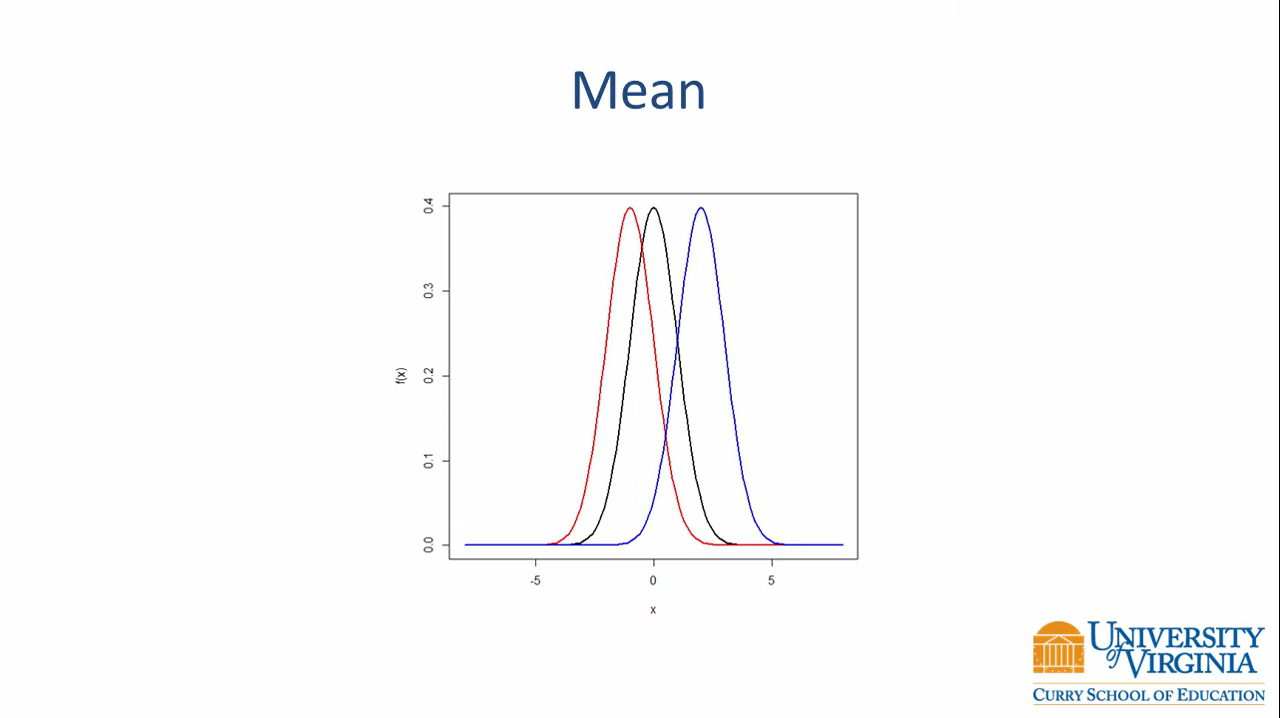 Mean
0.4
0.3
0.2
0.1
0.0
f(x)
-5 0 5
x
UNIVERSITY
of VIRGINIA
CURRY SCHOOL OF EDUCATION